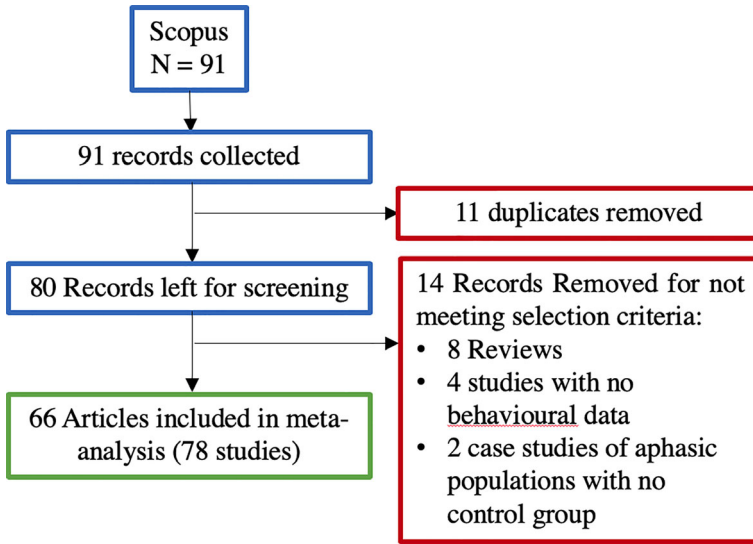 Scopus
N = 91
91 records collected
11 duplicates removed
80 Records left for screening
14 Records Removed for not
meeting selection criteria:
• 8 Reviews
• 4 studies with no
behavioural data
• 2 case studies of aphasic
populations with no
control group
66 Articles included in meta-
analysis (78 studies)